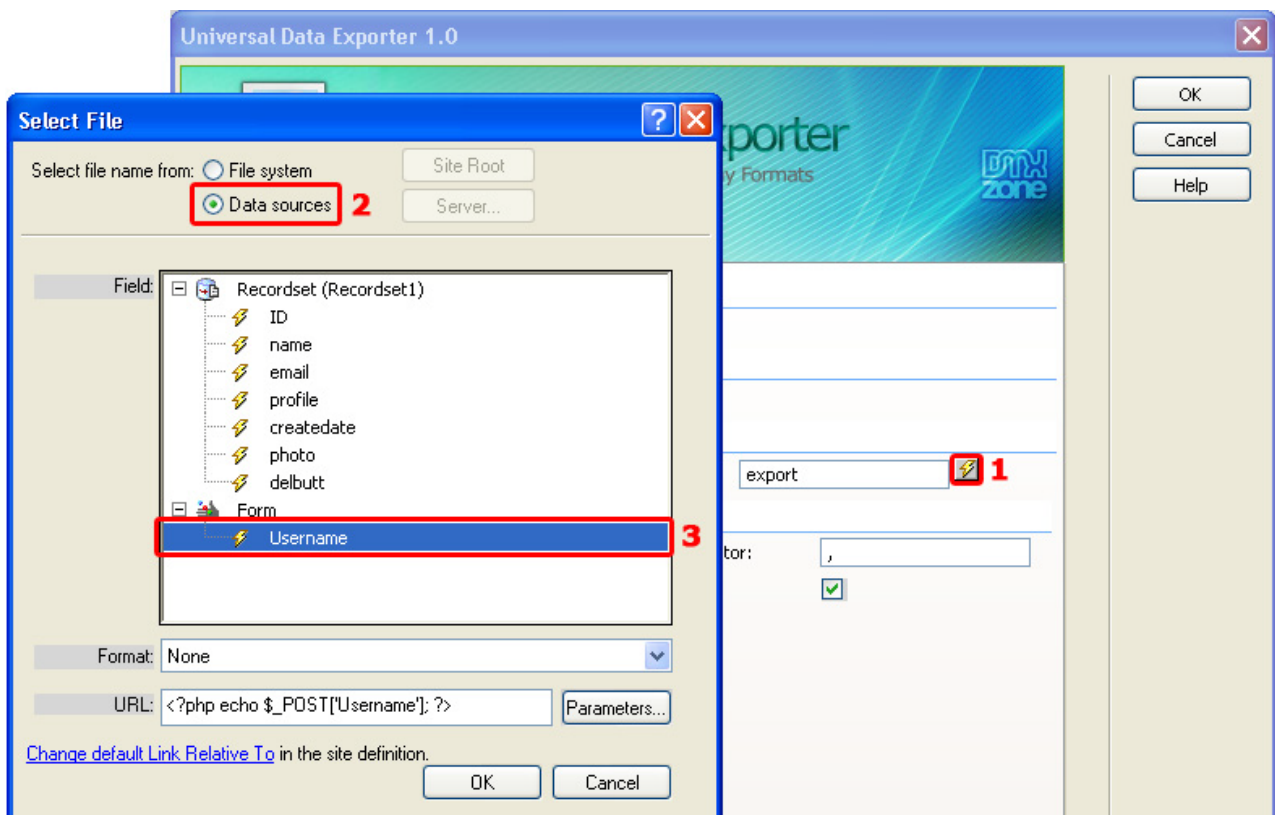 Universal Data Exporter 1.0
OK
Cancel
Help
porter
y Formats
DMX
zone
Select File
Select file name from: File system
Site Root
Data sources 2
Server...
Field:
Recordset (Recordset1)
ID
name
email
profile
createdate
photo
delbutt
Form
Username 3
export 1
tor: ,
Format: None
URL: <?php echo $_POST['Username']; ?> Parameters...
Change default Link Relative To in the site definition.
OK Cancel